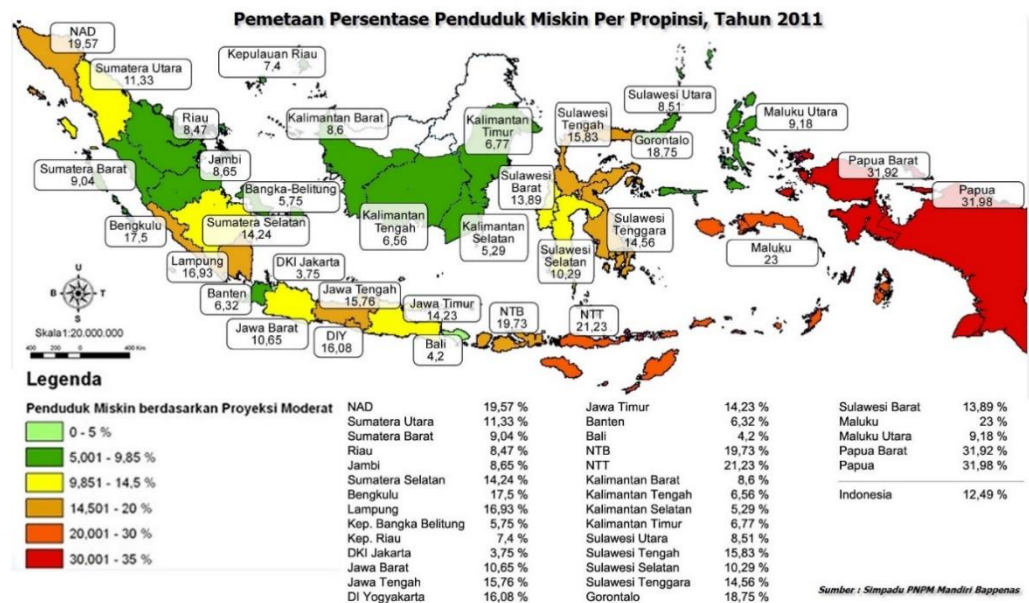 Pemetaan Persentase Penduduk Miskin Per Propinsi, Tahun 2011
NAD
19,57
Sumatera Utara
11,33
Kepulauan Riau
7,4
Riau
8,47
Kalimantan Barat
8,6
Kalimantan
Timur
6,77
Sulawesi
Tengah
15,83
Sulawesi Utara
8,51
Gorontalo
18,75
Maluku Utara
9,18
Papua Barat
31,92
Papua
31,98
Sumatera Barat
9,04
Jambi
8,65
Bangka-Belitung
5,75
Sulawesi
Barat
13,89
Bengkulu
17,5
Sumatera Selatan
14,24
Kalimantan
Tengah
6,56
Kalimantan
Selatan
5,29
Sulawesi
Tenggara
14,56
Sulawesi
Selatan
10,29
Maluku
23
Lampung
16,93
DKI Jakarta
3,75
Banten
6,32
Jawa Tengah
15,76
Jawa Timur
14,23
Jawa Barat
10,65
DIY
16,08
Bali
4,2
NTB
19,73
NTT
21,23
U
B
T
S
Skala1:20.000.000
400 200 0 400 Km
Legenda
Penduduk Miskin berdasarkan Proyeksi Moderat
0 - 5 %
5,001 - 9,85 %
9,851 - 14,5 %
14,501 - 20 %
20,001 - 30 %
30,001 - 35 %
NAD 19,57 %
Sumatera Utara 11,33 %
Sumatera Barat 9,04 %
Riau 8,47 %
Jambi 8,65 %
Sumatera Selatan 14,24 %
Bengkulu 17,5 %
Lampung 16,93 %
Kep. Bangka Belitung 5,75 %
Kep. Riau 7,4 %
DKI Jakarta 3,75 %
Jawa Barat 10,65 %
Jawa Tengah 15,76 %
DI Yogyakarta 16,08 %
Jawa Timur 14,23 %
Banten 6,32 %
Bali 4,2 %
NTB 19,73 %
NTT 21,23 %
Kalimantan Barat 8,6 %
Kalimantan Tengah 6,56 %
Kalimantan Selatan 5,29 %
Kalimantan Timur 6,77 %
Sulawesi Utara 8,51 %
Sulawesi Tengah 15,83 %
Sulawesi Selatan 10,29 %
Sulawesi Tenggara 14,56 %
Gorontalo 18,75 %
Sulawesi Barat 13,89 %
Maluku 23 %
Maluku Utara 9,18 %
Papua Barat 31,92 %
Papua 31,98 %
Indonesia 12,49 %
Sumber : Simpadu PNPM Mandiri Bappenas